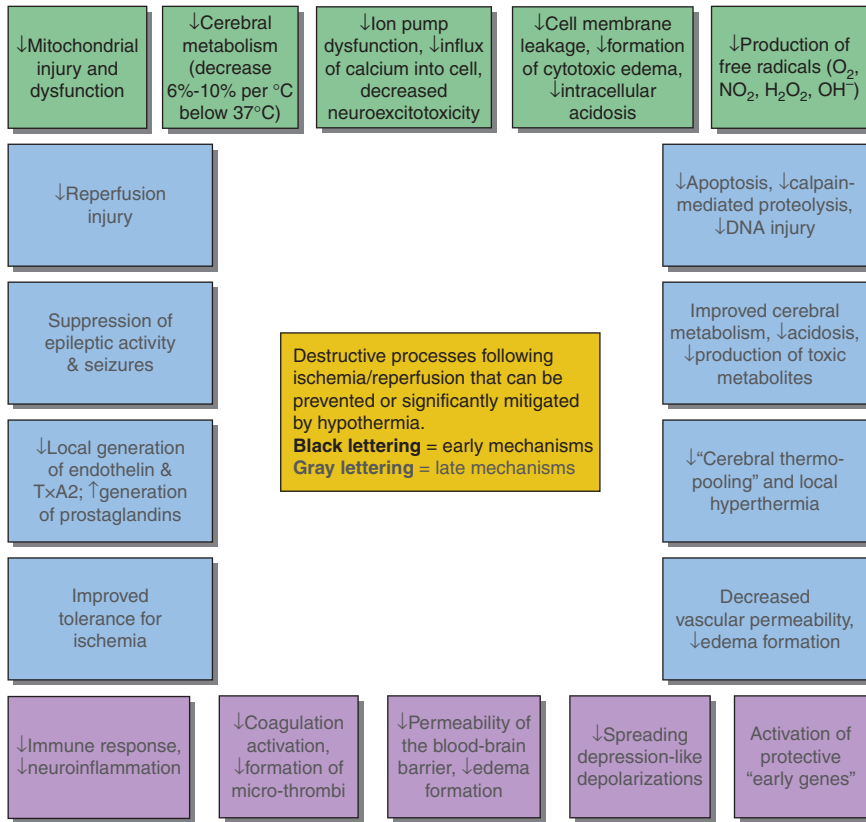 ↓Mitochondrial
injury and
dysfunction
↓Cerebral
metabolism
(decrease
6%-10% per °C
below 37°C)
↓Ion pump
dysfunction, ↓influx
of calcium into cell,
decreased
neuroexcitotoxicity
↓Cell membrane
leakage, ↓formation
of cytotoxic edema,
↓intracellular
acidosis
↓Production of
free radicals (O₂,
NO₂, H₂O₂, OH⁻)
↓Reperfusion
injury
↓Apoptosis, ↓calpain-
mediated proteolysis,
↓DNA injury
Suppression of
epileptic activity
& seizures
Improved cerebral
metabolism, ↓acidosis,
↓production of toxic
metabolites
Destructive processes following
ischemia/reperfusion that can be
prevented or significantly mitigated
by hypothermia.
Black lettering = early mechanisms
Gray lettering = late mechanisms
↓Local generation
of endothelin &
T×A2; ↑generation
of prostaglandins
↓"Cerebral thermo-
pooling" and local
hyperthermia
Improved
tolerance for
ischemia
Decreased
vascular permeability,
↓edema formation
↓Immune response,
↓neuroinflammation
↓Coagulation
activation,
↓formation of
micro-thrombi
↓Permeability of
the blood-brain
barrier, ↓edema
formation
↓Spreading
depression-like
depolarizations
Activation of
protective
"early genes"